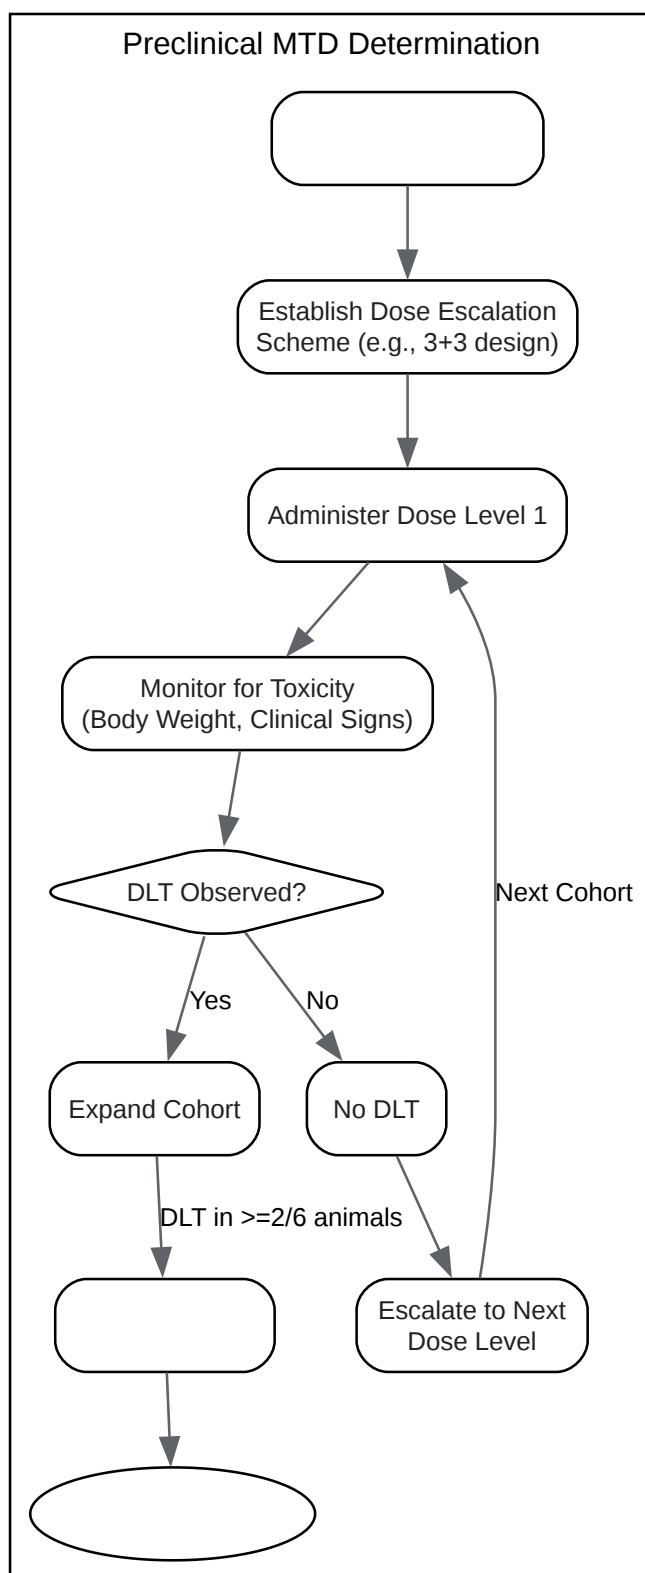 Preclinical MTD Determination
Establish Dose Escalation
Scheme (e.g., 3+3 design)
Administer Dose Level 1
Monitor for Toxicity
(Body Weight, Clinical Signs)
DLT Observed?
Next Cohort
Yes
No
Expand Cohort
No DLT
DLT in >=2/6 animals
Escalate to Next
Dose Level